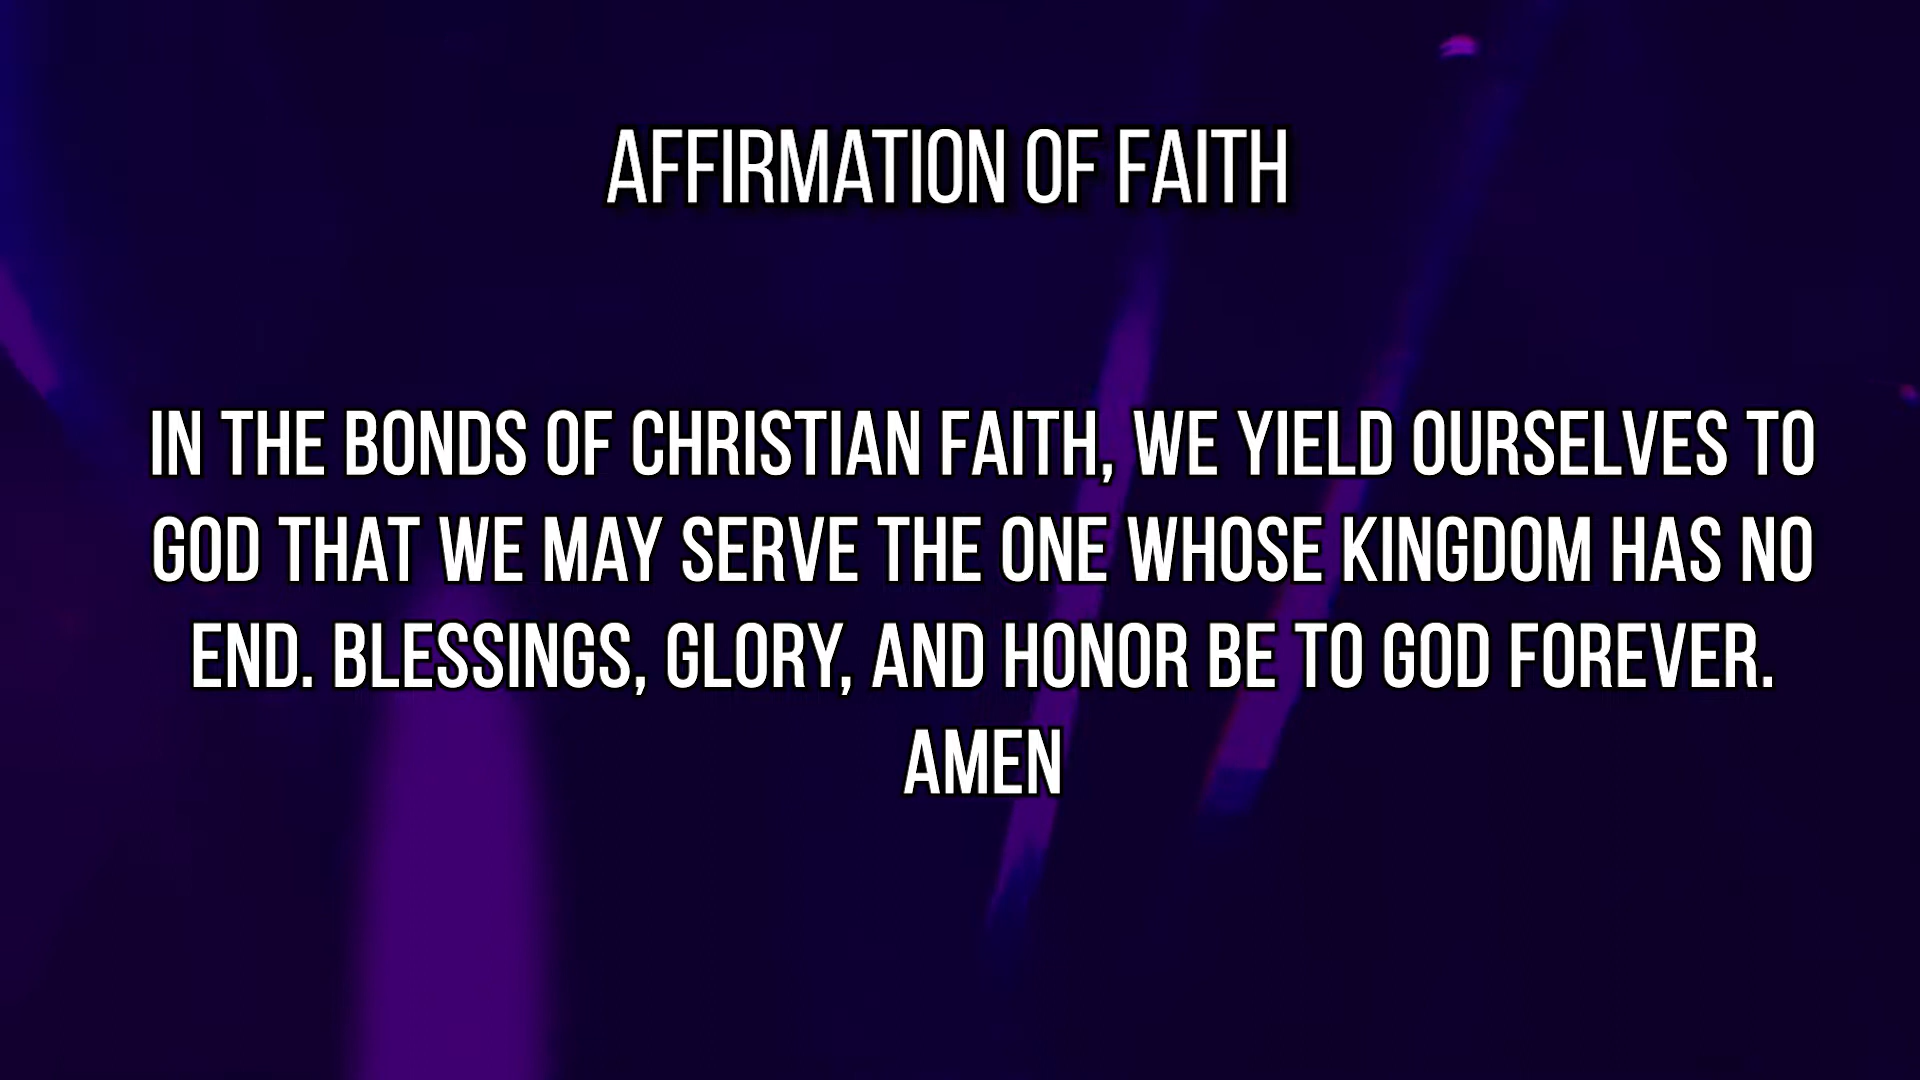 AFFIRMATION OF FAITH
IN THE BONDS OF CHRISTIAN FAITH, WE YIELD OURSELVES TO
GOD THAT WE MAY SERVE THE ONE WHOSE KINGDOM HAS NO
END. BLESSINGS, GLORY, AND HONOR BE TO GOD FOREVER.
AMEN